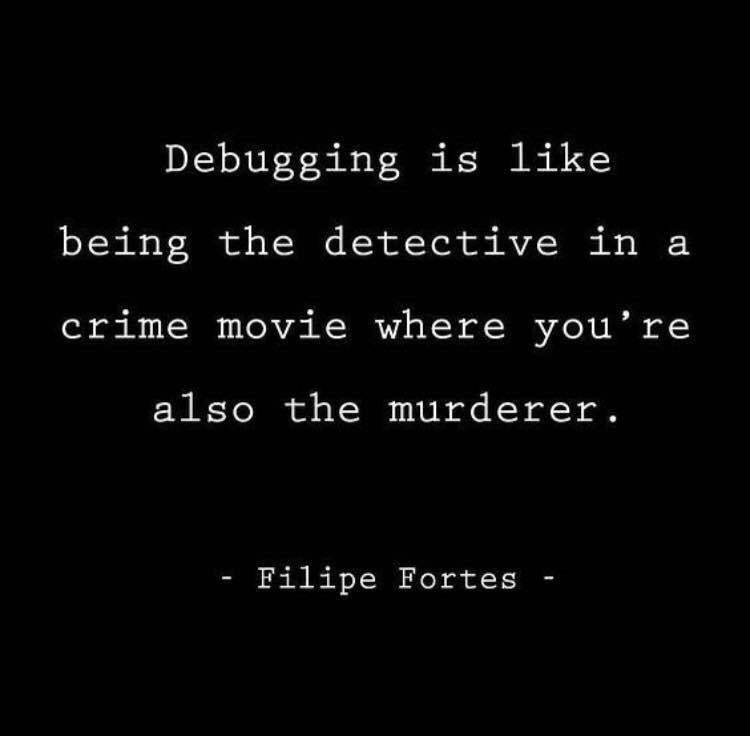 Debugging is like
being the detective in a
crime movie where you’re
also the murderer.
- Filipe Fortes -